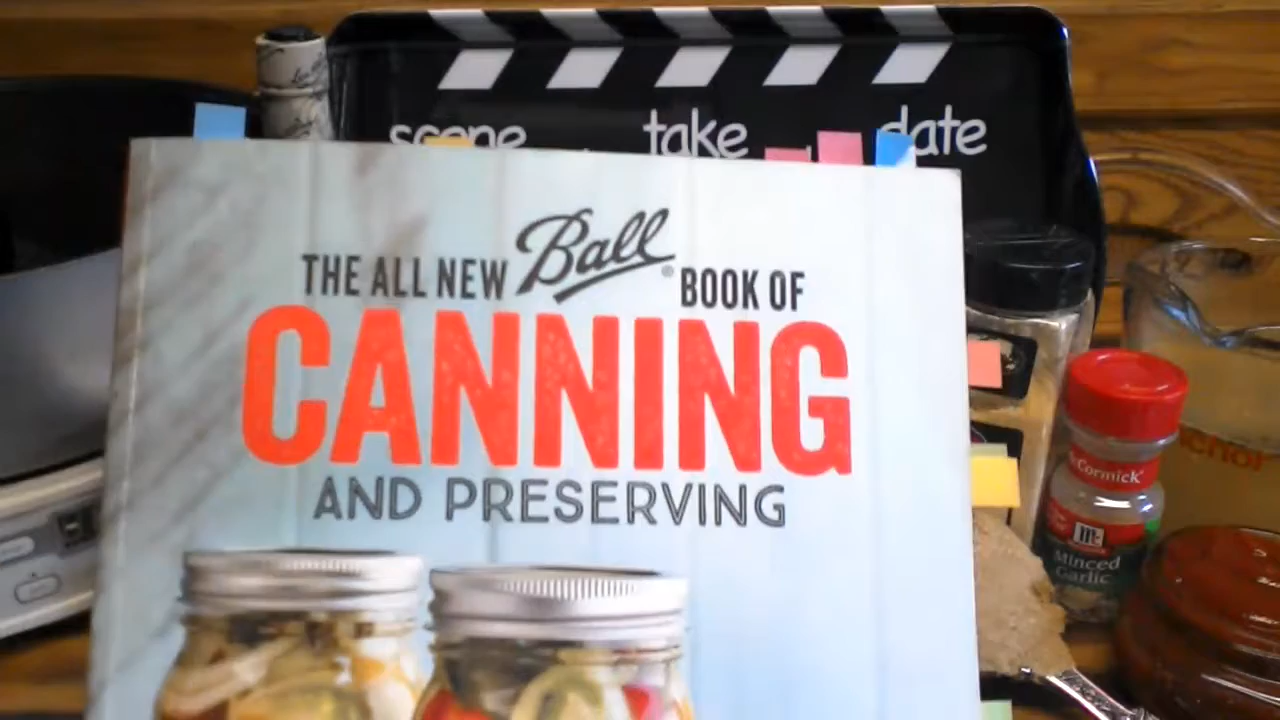 scene take date
THE ALL NEW Ball® BOOK OF
CANNING
AND PRESERVING
McCormick®
Minced
Garlic